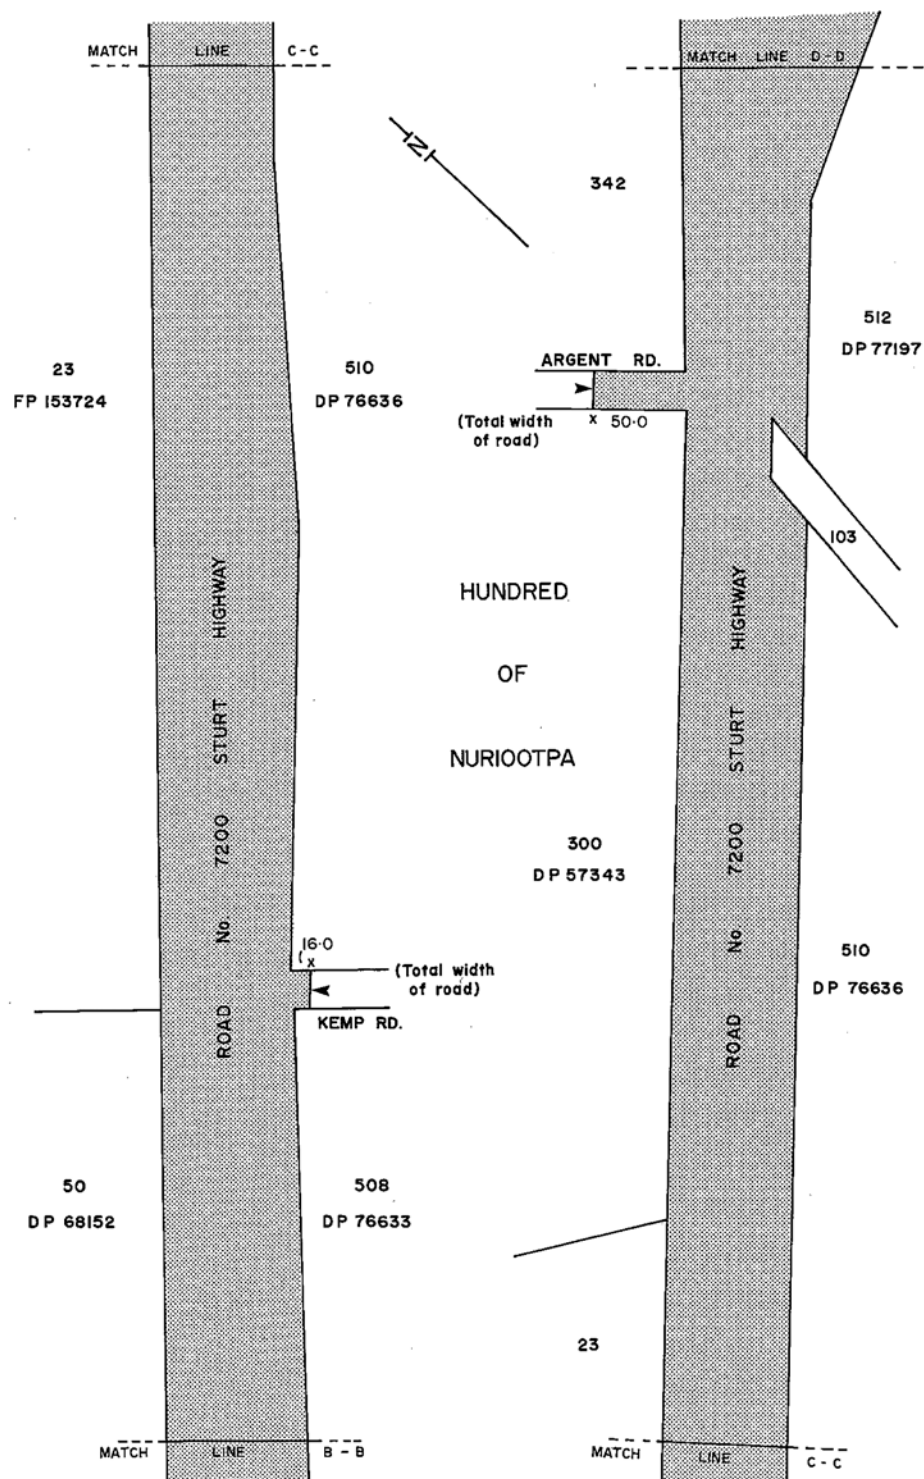 MATCH LINE C-C
23
FP 153724
510
DP 76636
ROAD No. 7200 STURT HIGHWAY
16.0
x
(Total width
of road)
KEMP RD.
50
DP 68152
508
DP 76633
MATCH LINE B-B
N
HUNDRED
OF
NURIOOTPA
MATCH LINE D-D
342
512
DP 77197
ARGENT RD.
(Total width
of road)
x 50.0
103
ROAD No 7200 STURT HIGHWAY
300
DP 57343
510
DP 76636
23
MATCH LINE C-C